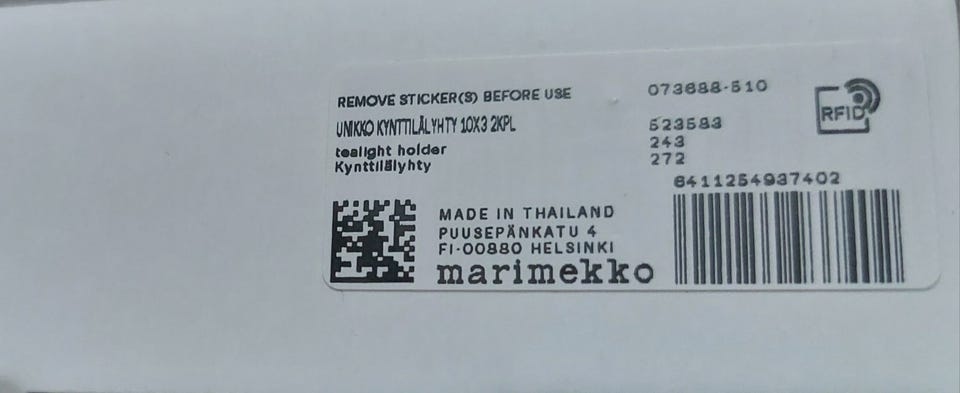 REMOVE STICKER(S) BEFORE USE
UNIKKO KYNTTILÄLYHTY 10X3 2KPL
tealight holder
Kynttilälyhty
MADE IN THAILAND
PUUSEPÄNKATU 4
FI-00880 HELSINKI
marimekko
073688-510
523583
243
272
6411254937402
RFID